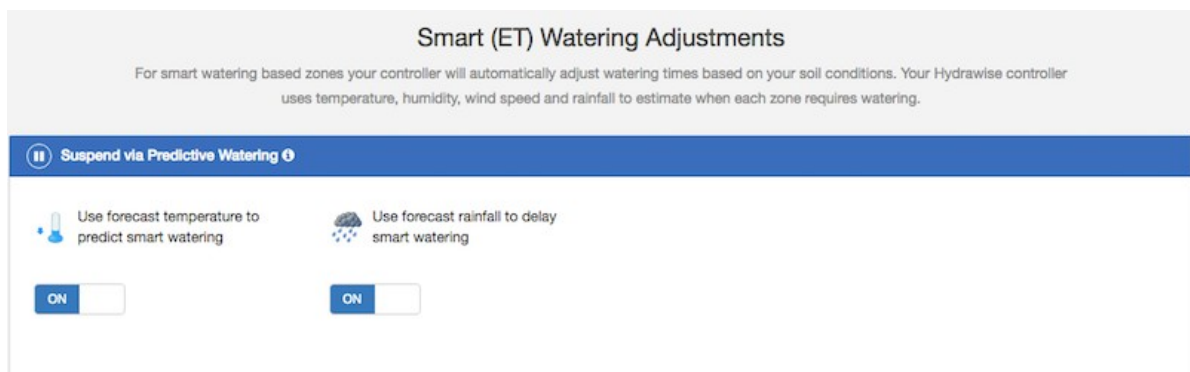 Smart (ET) Watering Adjustments
For smart watering based zones your controller will automatically adjust watering times based on your soil conditions. Your Hydrawise controller
uses temperature, humidity, wind speed and rainfall to estimate when each zone requires watering.
Suspend via Predictive Watering
Use forecast temperature to
predict smart watering
Use forecast rainfall to delay
smart watering
ON
ON